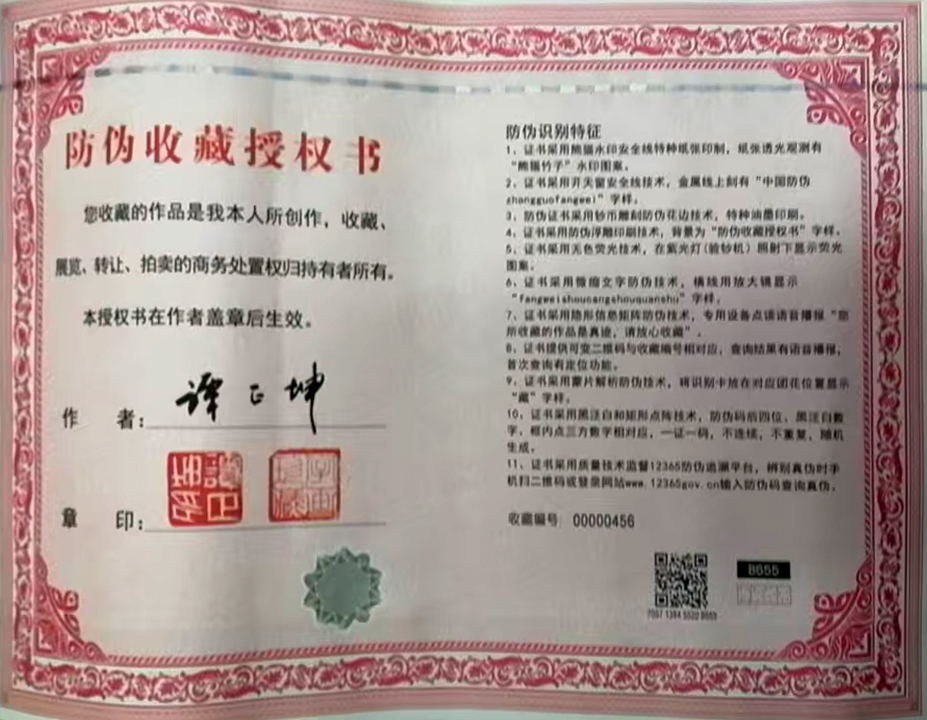 防伪收藏授权书
您收藏的作品是我本人所创作，收藏、
展览、转让、拍卖的商务处置权归持有者所有。
本授权书在作者盖章后生效。
作 者： 谭正坤
章 印：
防伪识别特征
1、证书采用熊猫水印安全线特种纸张印制，纸张透光观测有
“熊猫竹子”水印图案。
2、证书采用开天窗安全线技术，金属线上刻有“中国防伪
zhongguofangwei”字样。
3、防伪证书采用钞币雕刻防伪花边技术，特种油墨印刷。
4、证书采用防伪浮雕印刷技术，背景为“防伪收藏授权书”字样。
5、证书采用无色荧光技术，在紫光灯（验钞机）照射下显示荧光
图案。
6、证书采用微缩文字防伪技术，横线用放大镜显示
“fangweishoucangshouquanshu”字样。
7、证书采用隐形信息矩阵防伪技术，专用设备点读语音播报“您
所收藏的作品是真迹，请放心收藏”.
8、证书提供可变二维码与收藏编号相对应，查询结果有语音播报，
首次查询有定位功能。
9、证书采用蒙片解析防伪技术，将识别卡放在对应团花位置显示
“藏”字样。
10、证书采用黑泛白和矩形点阵技术，防伪码后四位、黑泛白数
字、框内点三方数字相对应，一证一码，不连续，不重复，随机
生成。
11、证书采用质量技术监督12365防伪追溯平台，辨别真伪时手
机扫二维码或登录网站www.12365gov.cn输入防伪码查询真伪。
收藏编号 00000456
8655